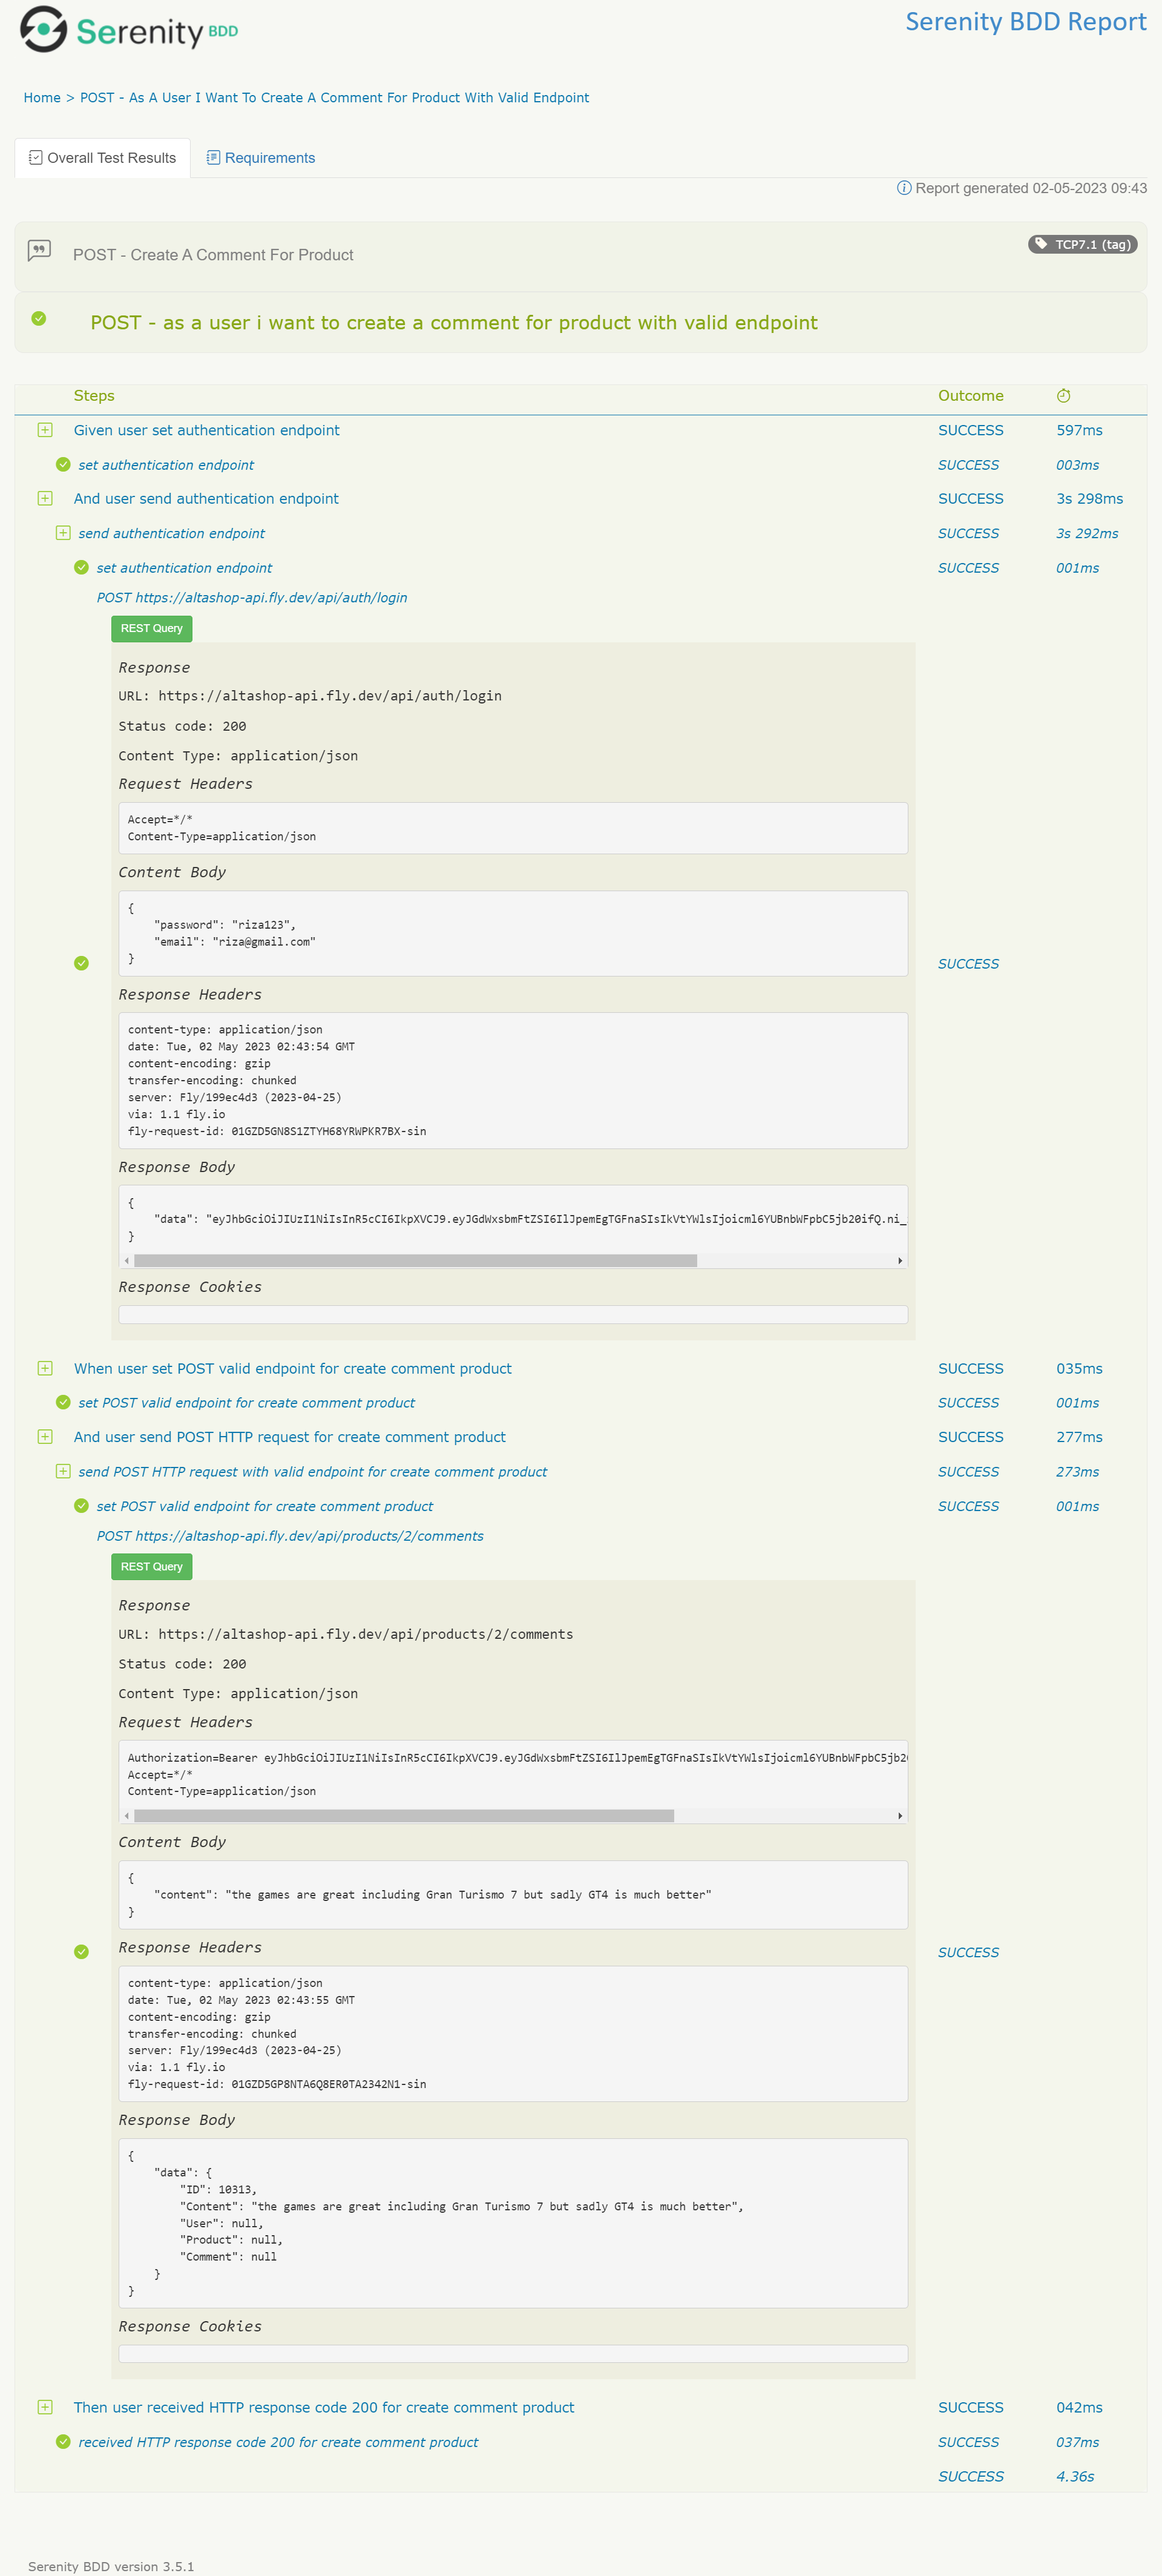 Serenity BDD
Serenity BDD Report
Home > POST - As A User I Want To Create A Comment For Product With Valid Endpoint
Overall Test Results
Requirements
Report generated 02-05-2023 09:43
POST - Create A Comment For Product
TCP7.1 (tag)
POST - as a user i want to create a comment for product with valid endpoint
Steps Outcome
Given user set authentication endpoint SUCCESS 597ms
set authentication endpoint SUCCESS 003ms
And user send authentication endpoint SUCCESS 3s 298ms
send authentication endpoint SUCCESS 3s 292ms
set authentication endpoint SUCCESS 001ms
POST https://altashop-api.fly.dev/api/auth/login
REST Query
Response
URL: https://altashop-api.fly.dev/api/auth/login
Status code: 200
Content Type: application/json
Request Headers
Accept=*/*
Content-Type=application/json
Content Body
{
"password": "riza123",
"email": "riza@gmail.com"
}
SUCCESS
Response Headers
content-type: application/json
date: Tue, 02 May 2023 02:43:54 GMT
content-encoding: gzip
transfer-encoding: chunked
server: Fly/199ec4d3 (2023-04-25)
via: 1.1 fly.io
fly-request-id: 01GZD5GN8S1ZTYH68YRWPKR7BX-sin
Response Body
{
"data": "eyJhbGciOiJIUzI1NiIsInR5cCI6IkpXVCJ9.eyJGdWxsbmFtZSI6IlJpemEgTGFnaSIsIkVtYWlsIjoicml6YUBnbWFpbC5jb20ifQ.ni_
}
Response Cookies
When user set POST valid endpoint for create comment product SUCCESS 035ms
set POST valid endpoint for create comment product SUCCESS 001ms
And user send POST HTTP request for create comment product SUCCESS 277ms
send POST HTTP request with valid endpoint for create comment product SUCCESS 273ms
set POST valid endpoint for create comment product SUCCESS 001ms
POST https://altashop-api.fly.dev/api/products/2/comments
REST Query
Response
URL: https://altashop-api.fly.dev/api/products/2/comments
Status code: 200
Content Type: application/json
Request Headers
Authorization=Bearer eyJhbGciOiJIUzI1NiIsInR5cCI6IkpXVCJ9.eyJGdWxsbmFtZSI6IlJpemEgTGFnaSIsIkVtYWlsIjoicml6YUBnbWFpbC5jb2
Accept=*/*
Content-Type=application/json
Content Body
{
"content": "the games are great including Gran Turismo 7 but sadly GT4 is much better"
}
Response Headers
SUCCESS
content-type: application/json
date: Tue, 02 May 2023 02:43:55 GMT
content-encoding: gzip
transfer-encoding: chunked
server: Fly/199ec4d3 (2023-04-25)
via: 1.1 fly.io
fly-request-id: 01GZD5GP8NTA6Q8ER0TA2342N1-sin
Response Body
{
"data": {
"ID": 10313,
"Content": "the games are great including Gran Turismo 7 but sadly GT4 is much better",
"User": null,
"Product": null,
"Comment": null
}
}
Response Cookies
Then user received HTTP response code 200 for create comment product SUCCESS 042ms
received HTTP response code 200 for create comment product SUCCESS 037ms
SUCCESS 4.36s
Serenity BDD version 3.5.1